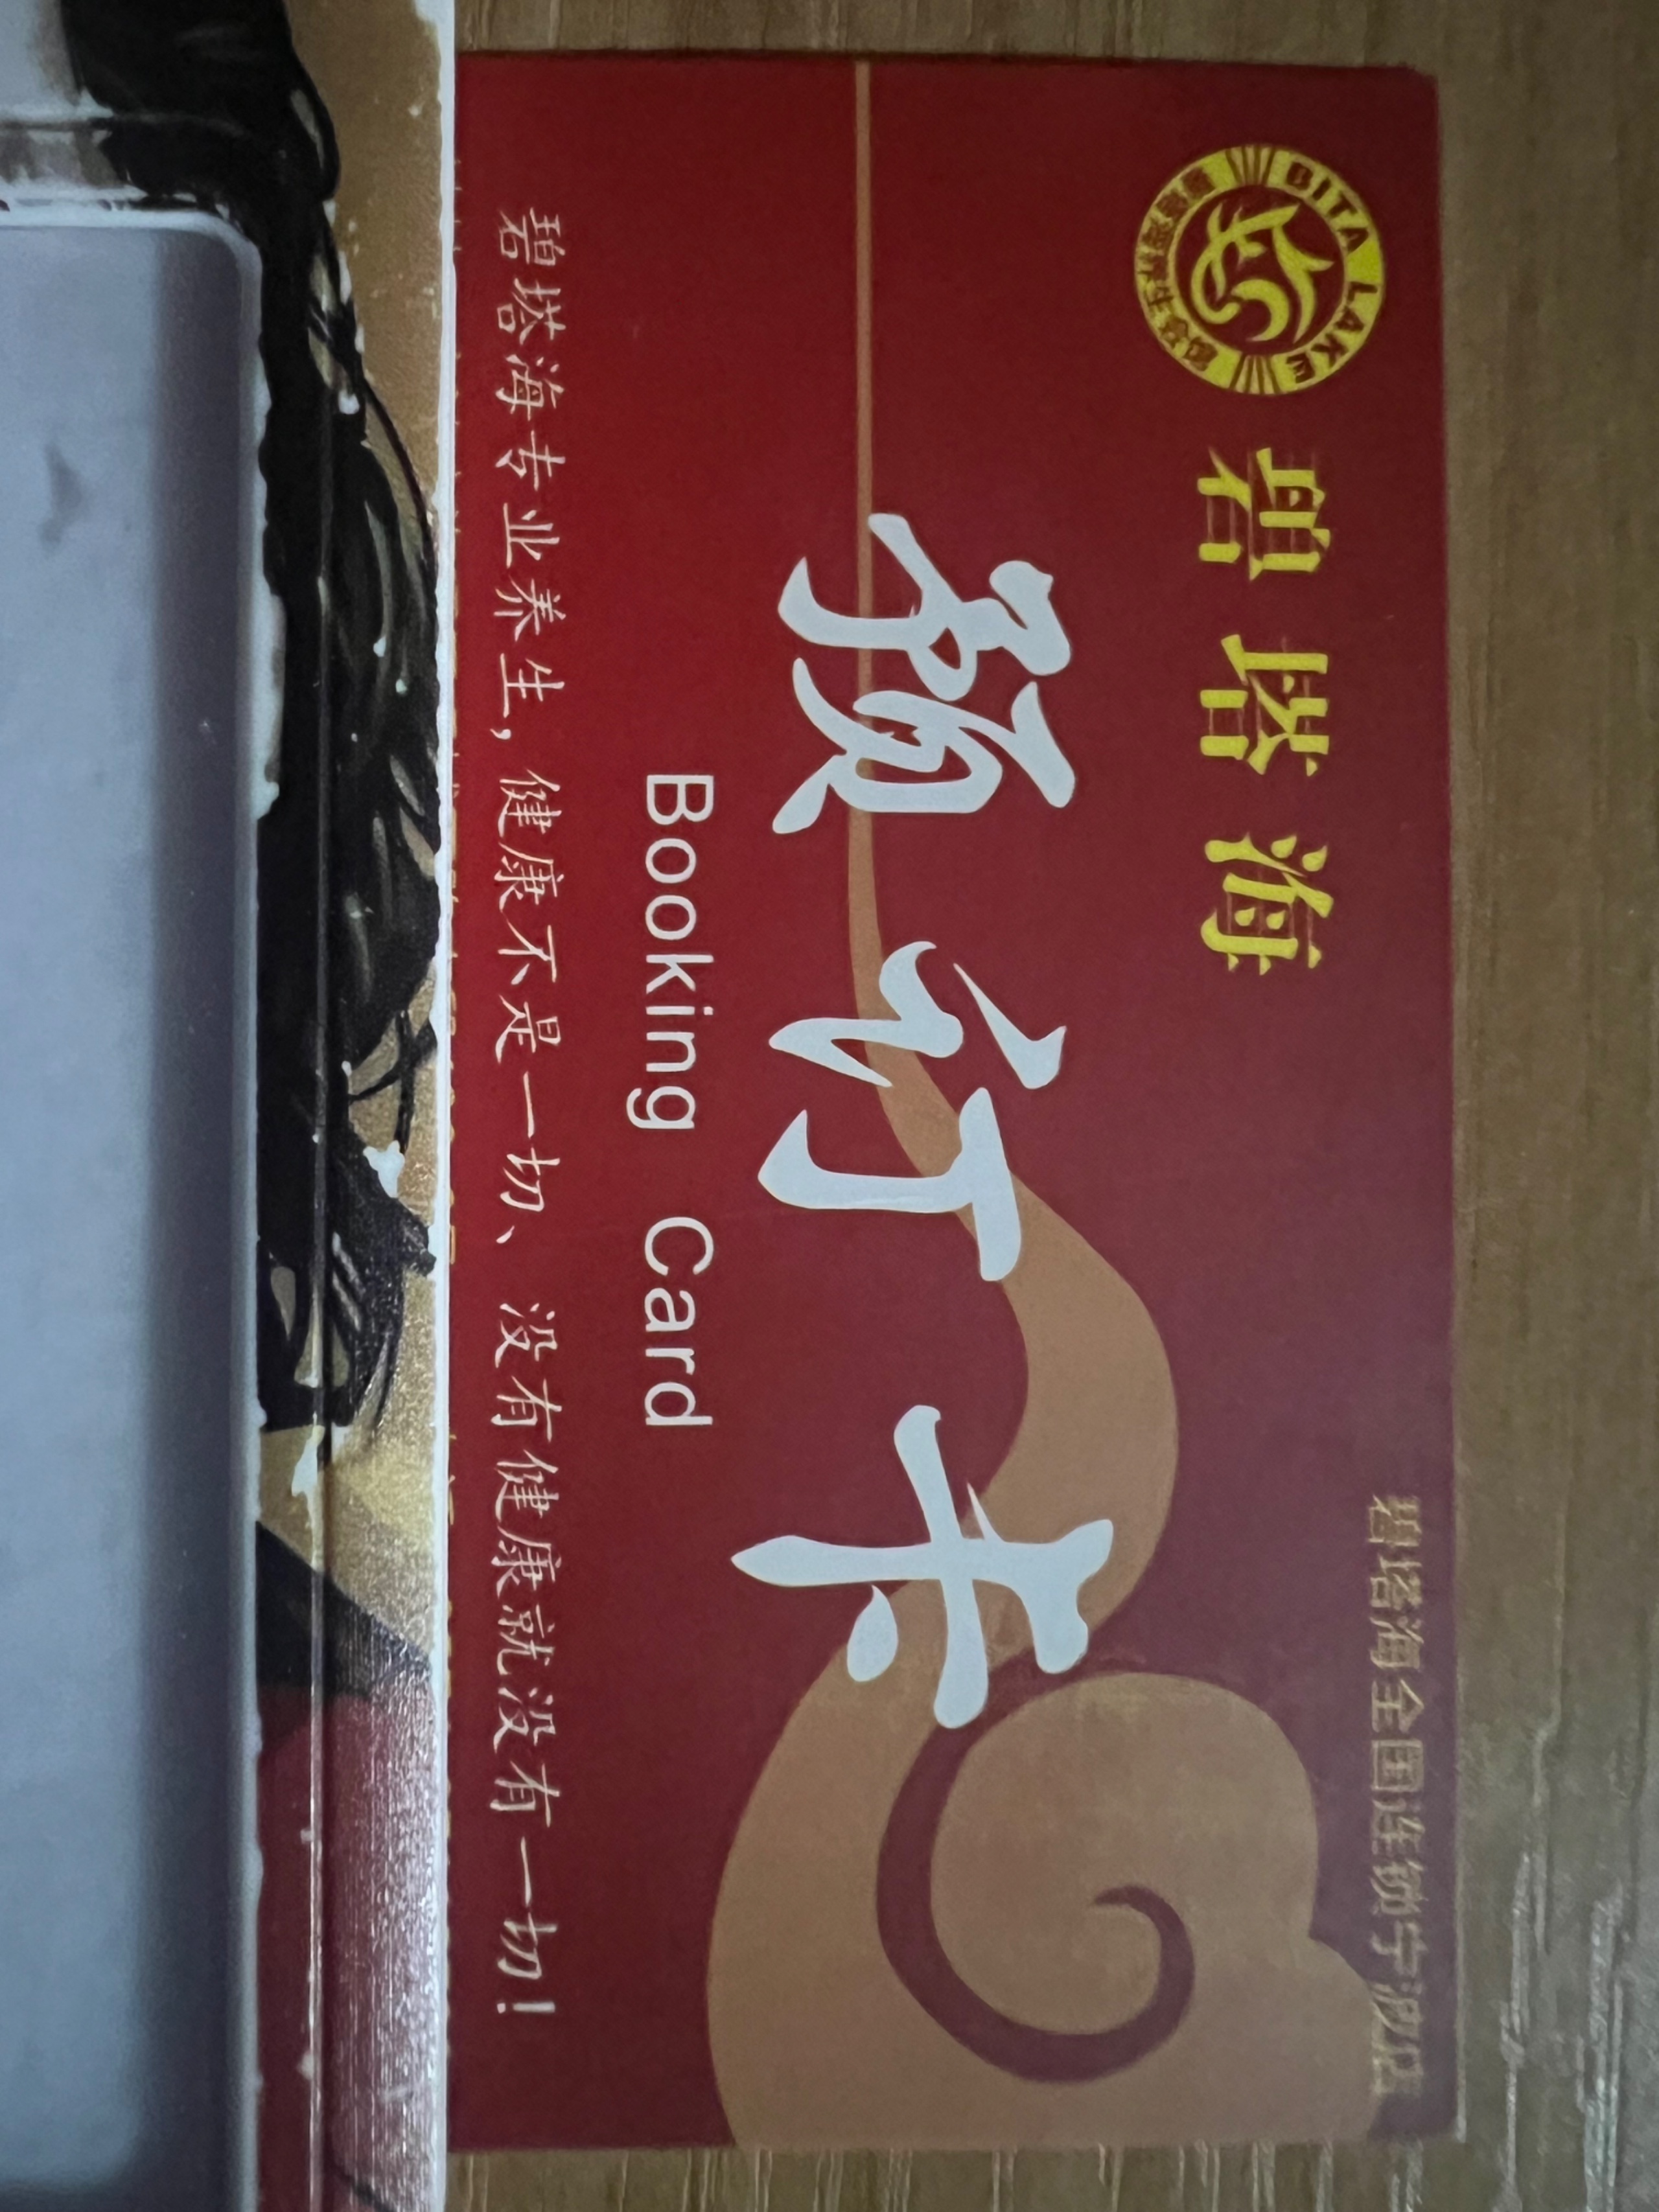 BITA LAKE
碧塔海
碧塔海全国连锁宁波店
预订卡
Booking Card
碧塔海专业养生，健康不是一切、没有健康就没有一切！